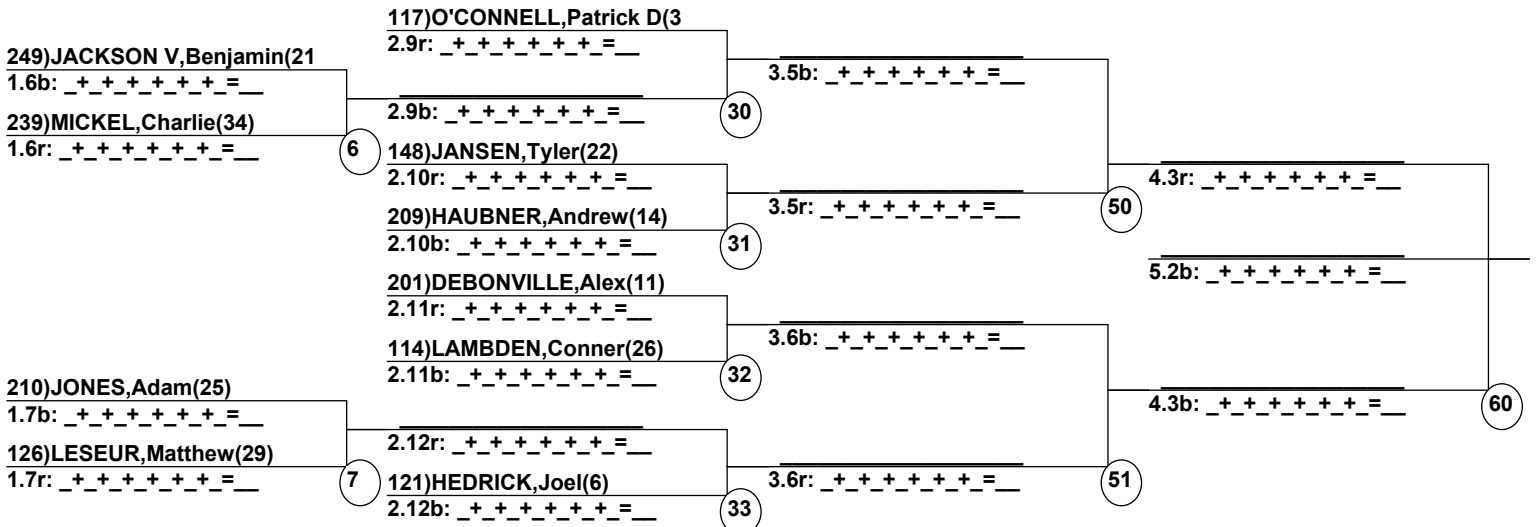 117)O'CONNELL,Patrick D(3
2.9r: _+_+_+_+_+_=__
249)JACKSON V,Benjamin(21
1.6b: _+_+_+_+_+_=__
3.5b: _+_+_+_+_+_=__
2.9b: _+_+_+_+_+_=__
30
239)MICKEL,Charlie(34)
1.6r: _+_+_+_+_+_=__
6
148)JANSEN,Tyler(22)
2.10r: _+_+_+_+_+_=__
4.3r: _+_+_+_+_+_=__
3.5r: _+_+_+_+_+_=__
50
209)HAUBNER,Andrew(14)
2.10b: _+_+_+_+_+_=__
31
5.2b: _+_+_+_+_+_=__
201)DEBONVILLE,Alex(11)
2.11r: _+_+_+_+_+_=__
3.6b: _+_+_+_+_+_=__
114)LAMBDEN,Conner(26)
2.11b: _+_+_+_+_+_=__
32
210)JONES,Adam(25)
1.7b: _+_+_+_+_+_=__
4.3b: _+_+_+_+_+_=__
60
2.12r: _+_+_+_+_+_=__
126)LESEUR,Matthew(29)
1.7r: _+_+_+_+_+_=__
7
3.6r: _+_+_+_+_+_=__
51
121)HEDRICK,Joel(6)
2.12b: _+_+_+_+_+_=__
33